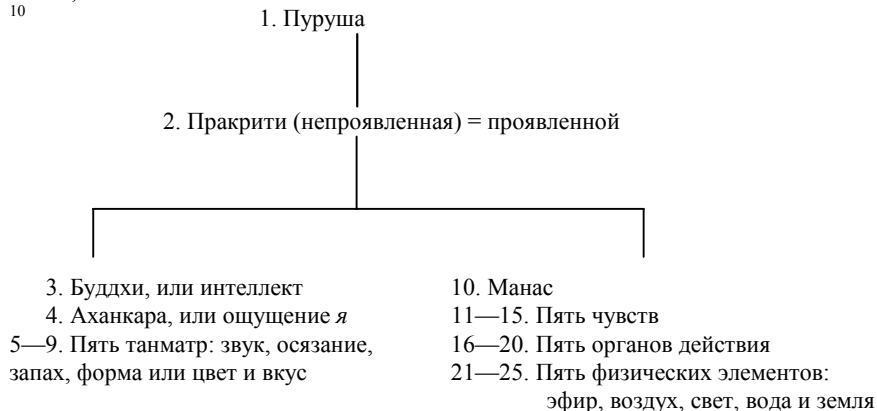 10
1. Пуруша
2. Пракрити (непроявленная) = проявленной
3. Буддхи, или интеллект
4. Аханкара, или ощущение я
5—9. Пять танматр: звук, осязание,
запах, форма или цвет и вкус
10. Манас
11—15. Пять чувств
16—20. Пять органов действия
21—25. Пять физических элементов:
эфир, воздух, свет, вода и земля